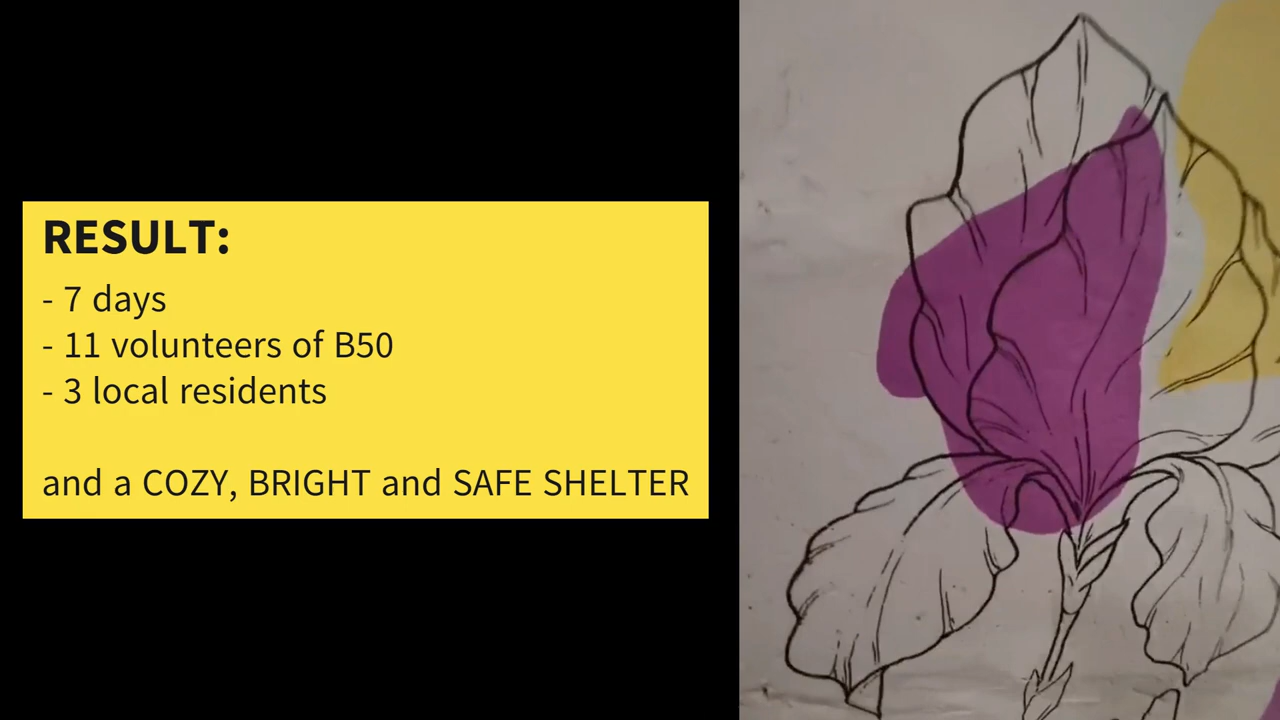 RESULT:
- 7 days
- 11 volunteers of B50
- 3 local residents
and a COZY, BRIGHT and SAFE SHELTER